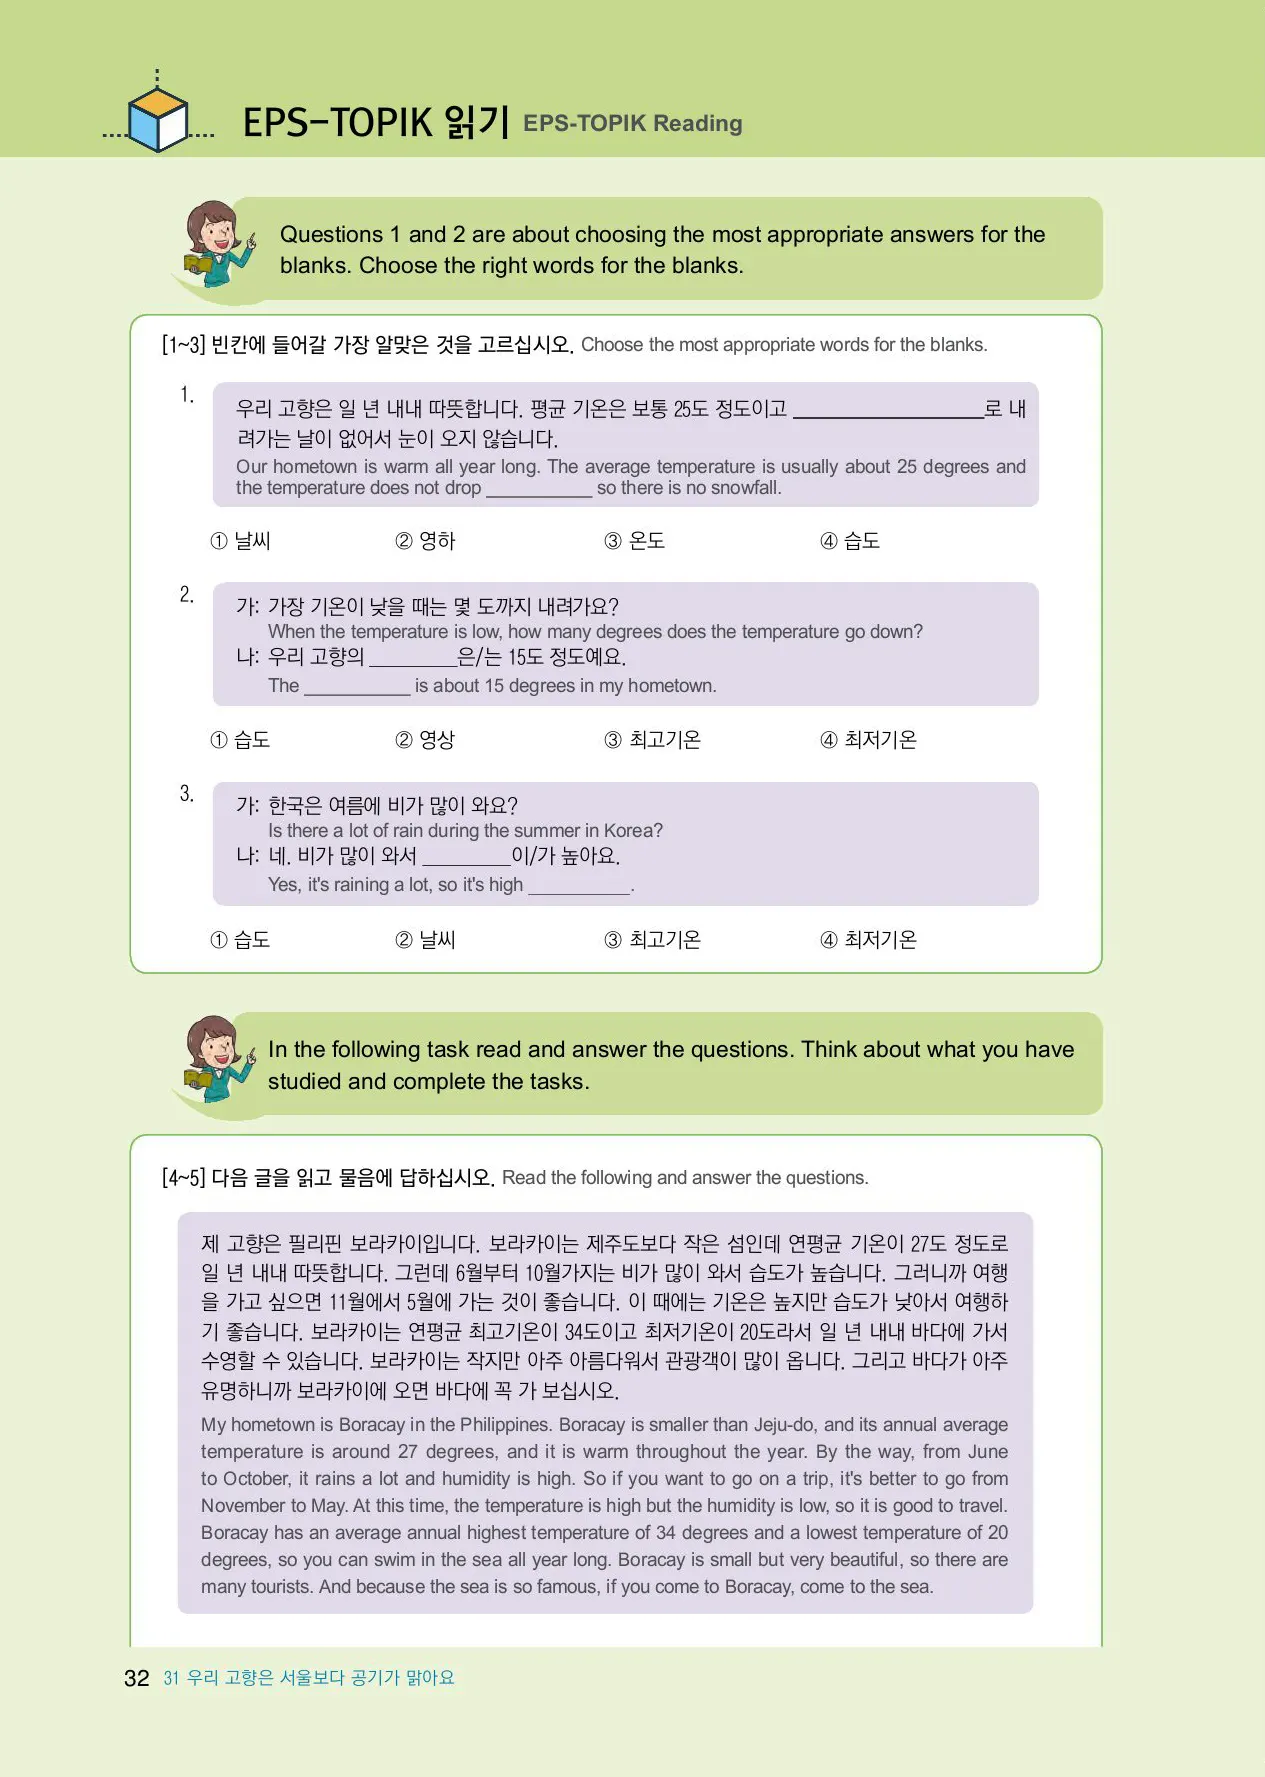 EPS-TOPIK 읽기 EPS-TOPIK Reading
Questions 1 and 2 are about choosing the most appropriate answers for the
blanks. Choose the right words for the blanks.
[1~3] 빈칸에 들어갈 가장 알맞은 것을 고르십시오. Choose the most appropriate words for the blanks.
1.
우리 고향은 일 년 내내 따뜻합니다. 평균 기온은 보통 25도 정도이고 ____________________로 내
려가는 날이 없어서 눈이 오지 않습니다.
Our hometown is warm all year long. The average temperature is usually about 25 degrees and
the temperature does not drop ___________ so there is no snowfall.
① 날씨 ② 영하 ③ 온도 ④ 습도
2.
가: 가장 기온이 낮을 때는 몇 도까지 내려가요?
When the temperature is low, how many degrees does the temperature go down?
나: 우리 고향의 _________은/는 15도 정도예요.
The ___________ is about 15 degrees in my hometown.
① 습도 ② 영상 ③ 최고기온 ④ 최저기온
3.
가: 한국은 여름에 비가 많이 와요?
Is there a lot of rain during the summer in Korea?
나: 네. 비가 많이 와서 _________이/가 높아요.
Yes, it's raining a lot, so it's high __________.
① 습도 ② 날씨 ③ 최고기온 ④ 최저기온
In the following task read and answer the questions. Think about what you have
studied and complete the tasks.
[4~5] 다음 글을 읽고 물음에 답하십시오. Read the following and answer the questions.
제 고향은 필리핀 보라카이입니다. 보라카이는 제주도보다 작은 섬인데 연평균 기온이 27도 정도로
일 년 내내 따뜻합니다. 그런데 6월부터 10월가지는 비가 많이 와서 습도가 높습니다. 그러니까 여행
을 가고 싶으면 11월에서 5월에 가는 것이 좋습니다. 이 때에는 기온은 높지만 습도가 낮아서 여행하
기 좋습니다. 보라카이는 연평균 최고기온이 34도이고 최저기온이 20도라서 일 년 내내 바다에 가서
수영할 수 있습니다. 보라카이는 작지만 아주 아름다워서 관광객이 많이 옵니다. 그리고 바다가 아주
유명하니까 보라카이에 오면 바다에 꼭 가 보십시오.
My hometown is Boracay in the Philippines. Boracay is smaller than Jeju-do, and its annual average
temperature is around 27 degrees, and it is warm throughout the year. By the way, from June
to October, it rains a lot and humidity is high. So if you want to go on a trip, it's better to go from
November to May. At this time, the temperature is high but the humidity is low, so it is good to travel.
Boracay has an average annual highest temperature of 34 degrees and a lowest temperature of 20
degrees, so you can swim in the sea all year long. Boracay is small but very beautiful, so there are
many tourists. And because the sea is so famous, if you come to Boracay, come to the sea.
32 31 우리 고향은 서울보다 공기가 맑아요